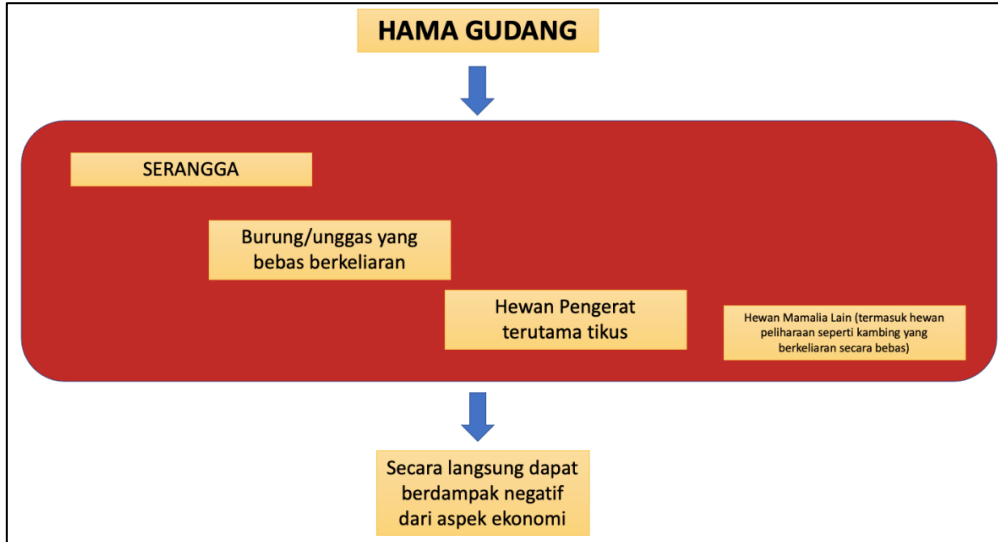 HAMA GUDANG
SERANGGA
Burung/unggas yang
bebas berkeliaran
Hewan Pengerat
terutama tikus
Hewan Mamalia Lain (termasuk hewan
peliharaan seperti kambing yang
berkeliaran secara bebas)
Secara langsung dapat
berdampak negatif
dari aspek ekonomi